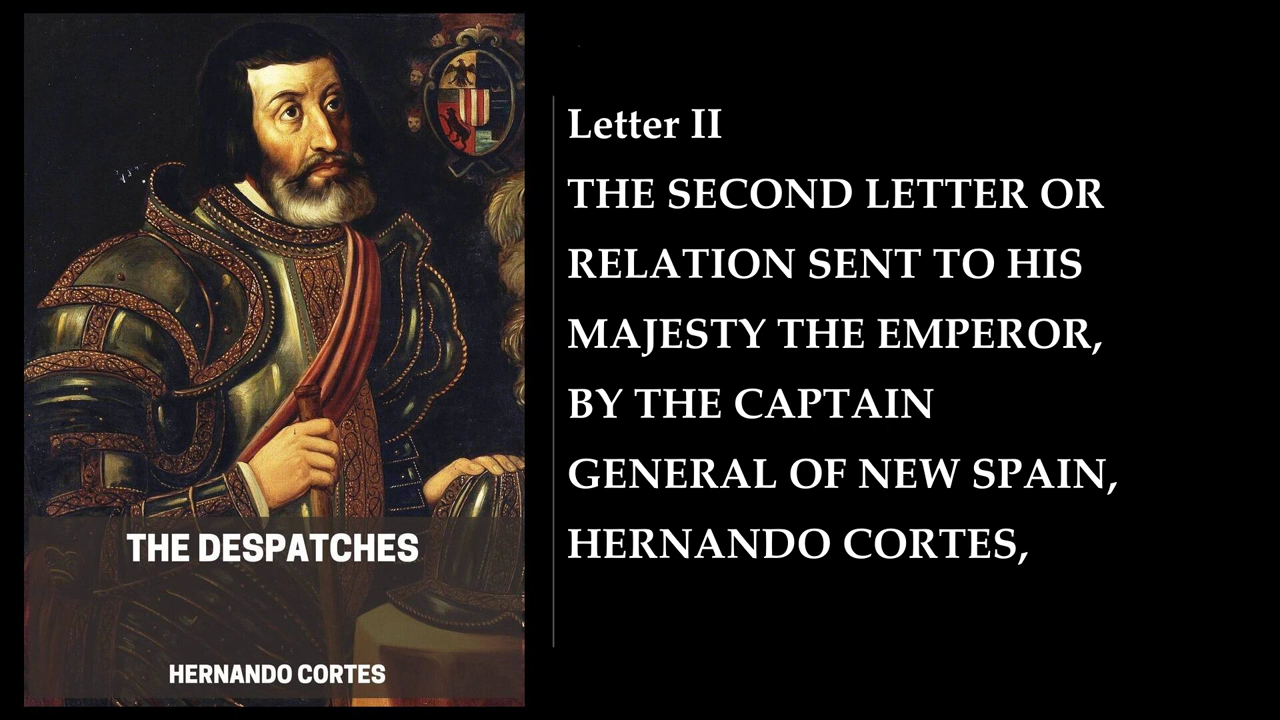 THE DESPATCHES
HERNANDO CORTES
Letter II
THE SECOND LETTER OR
RELATION SENT TO HIS
MAJESTY THE EMPEROR,
BY THE CAPTAIN
GENERAL OF NEW SPAIN,
HERNANDO CORTES,